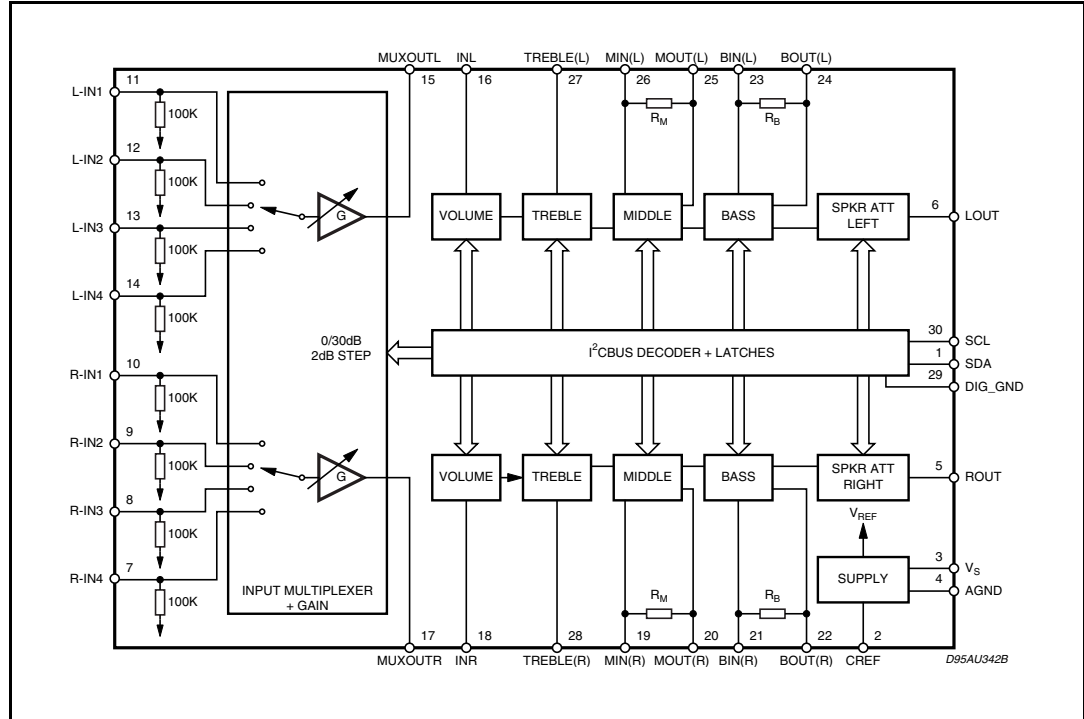 MUXOUTL INL TREBLE(L) MIN(L) MOUT(L) BIN(L) BOUT(L)
15 16 27 26 25 23 24
L-IN1 11
100K
R_M R_B
L-IN2 12
100K
L-IN3 13
G
VOLUME TREBLE MIDDLE BASS SPKR ATT
LEFT
6 LOUT
100K
L-IN4 14
100K
0/30dB
2dB STEP
I²CBUS DECODER + LATCHES
30 SCL
1 SDA
29 DIG_GND
R-IN1 10
100K
R-IN2 9
100K
G
VOLUME TREBLE MIDDLE BASS SPKR ATT
RIGHT
5 ROUT
R-IN3 8
100K
V_REF
R-IN4 7
100K
INPUT MULTIPLEXER
+ GAIN
SUPPLY
3 V_S
4 AGND
R_M R_B
17 18 28 19 20 21 22 2
MUXOUTR INR TREBLE(R) MIN(R) MOUT(R) BIN(R) BOUT(R) CREF
D95AU342B